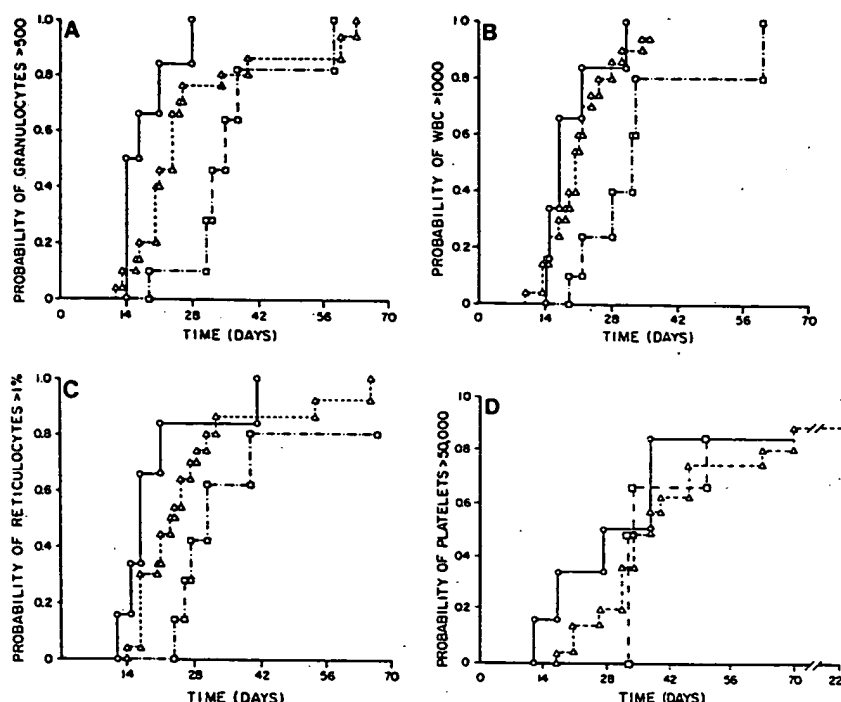 A
PROBABILITY OF GRANULOCYTES >500
1.0
0.8
0.6
0.4
0.2
0
0 14 28 42 56 70
TIME (DAYS)
B
PROBABILITY OF WBC >1000
1.0
0.8
0.6
0.4
0.2
0
0 14 28 42 56 70
TIME (DAYS)
C
PROBABILITY OF RETICULOCYTES >1%
1.0
0.8
0.6
0.4
0.2
0
0 14 28 42 56 70
TIME (DAYS)
D
PROBABILITY OF PLATELETS >50,000
1.0
0.8
0.6
0.4
0.2
0
0 14 28 42 56 70
TIME (DAYS)